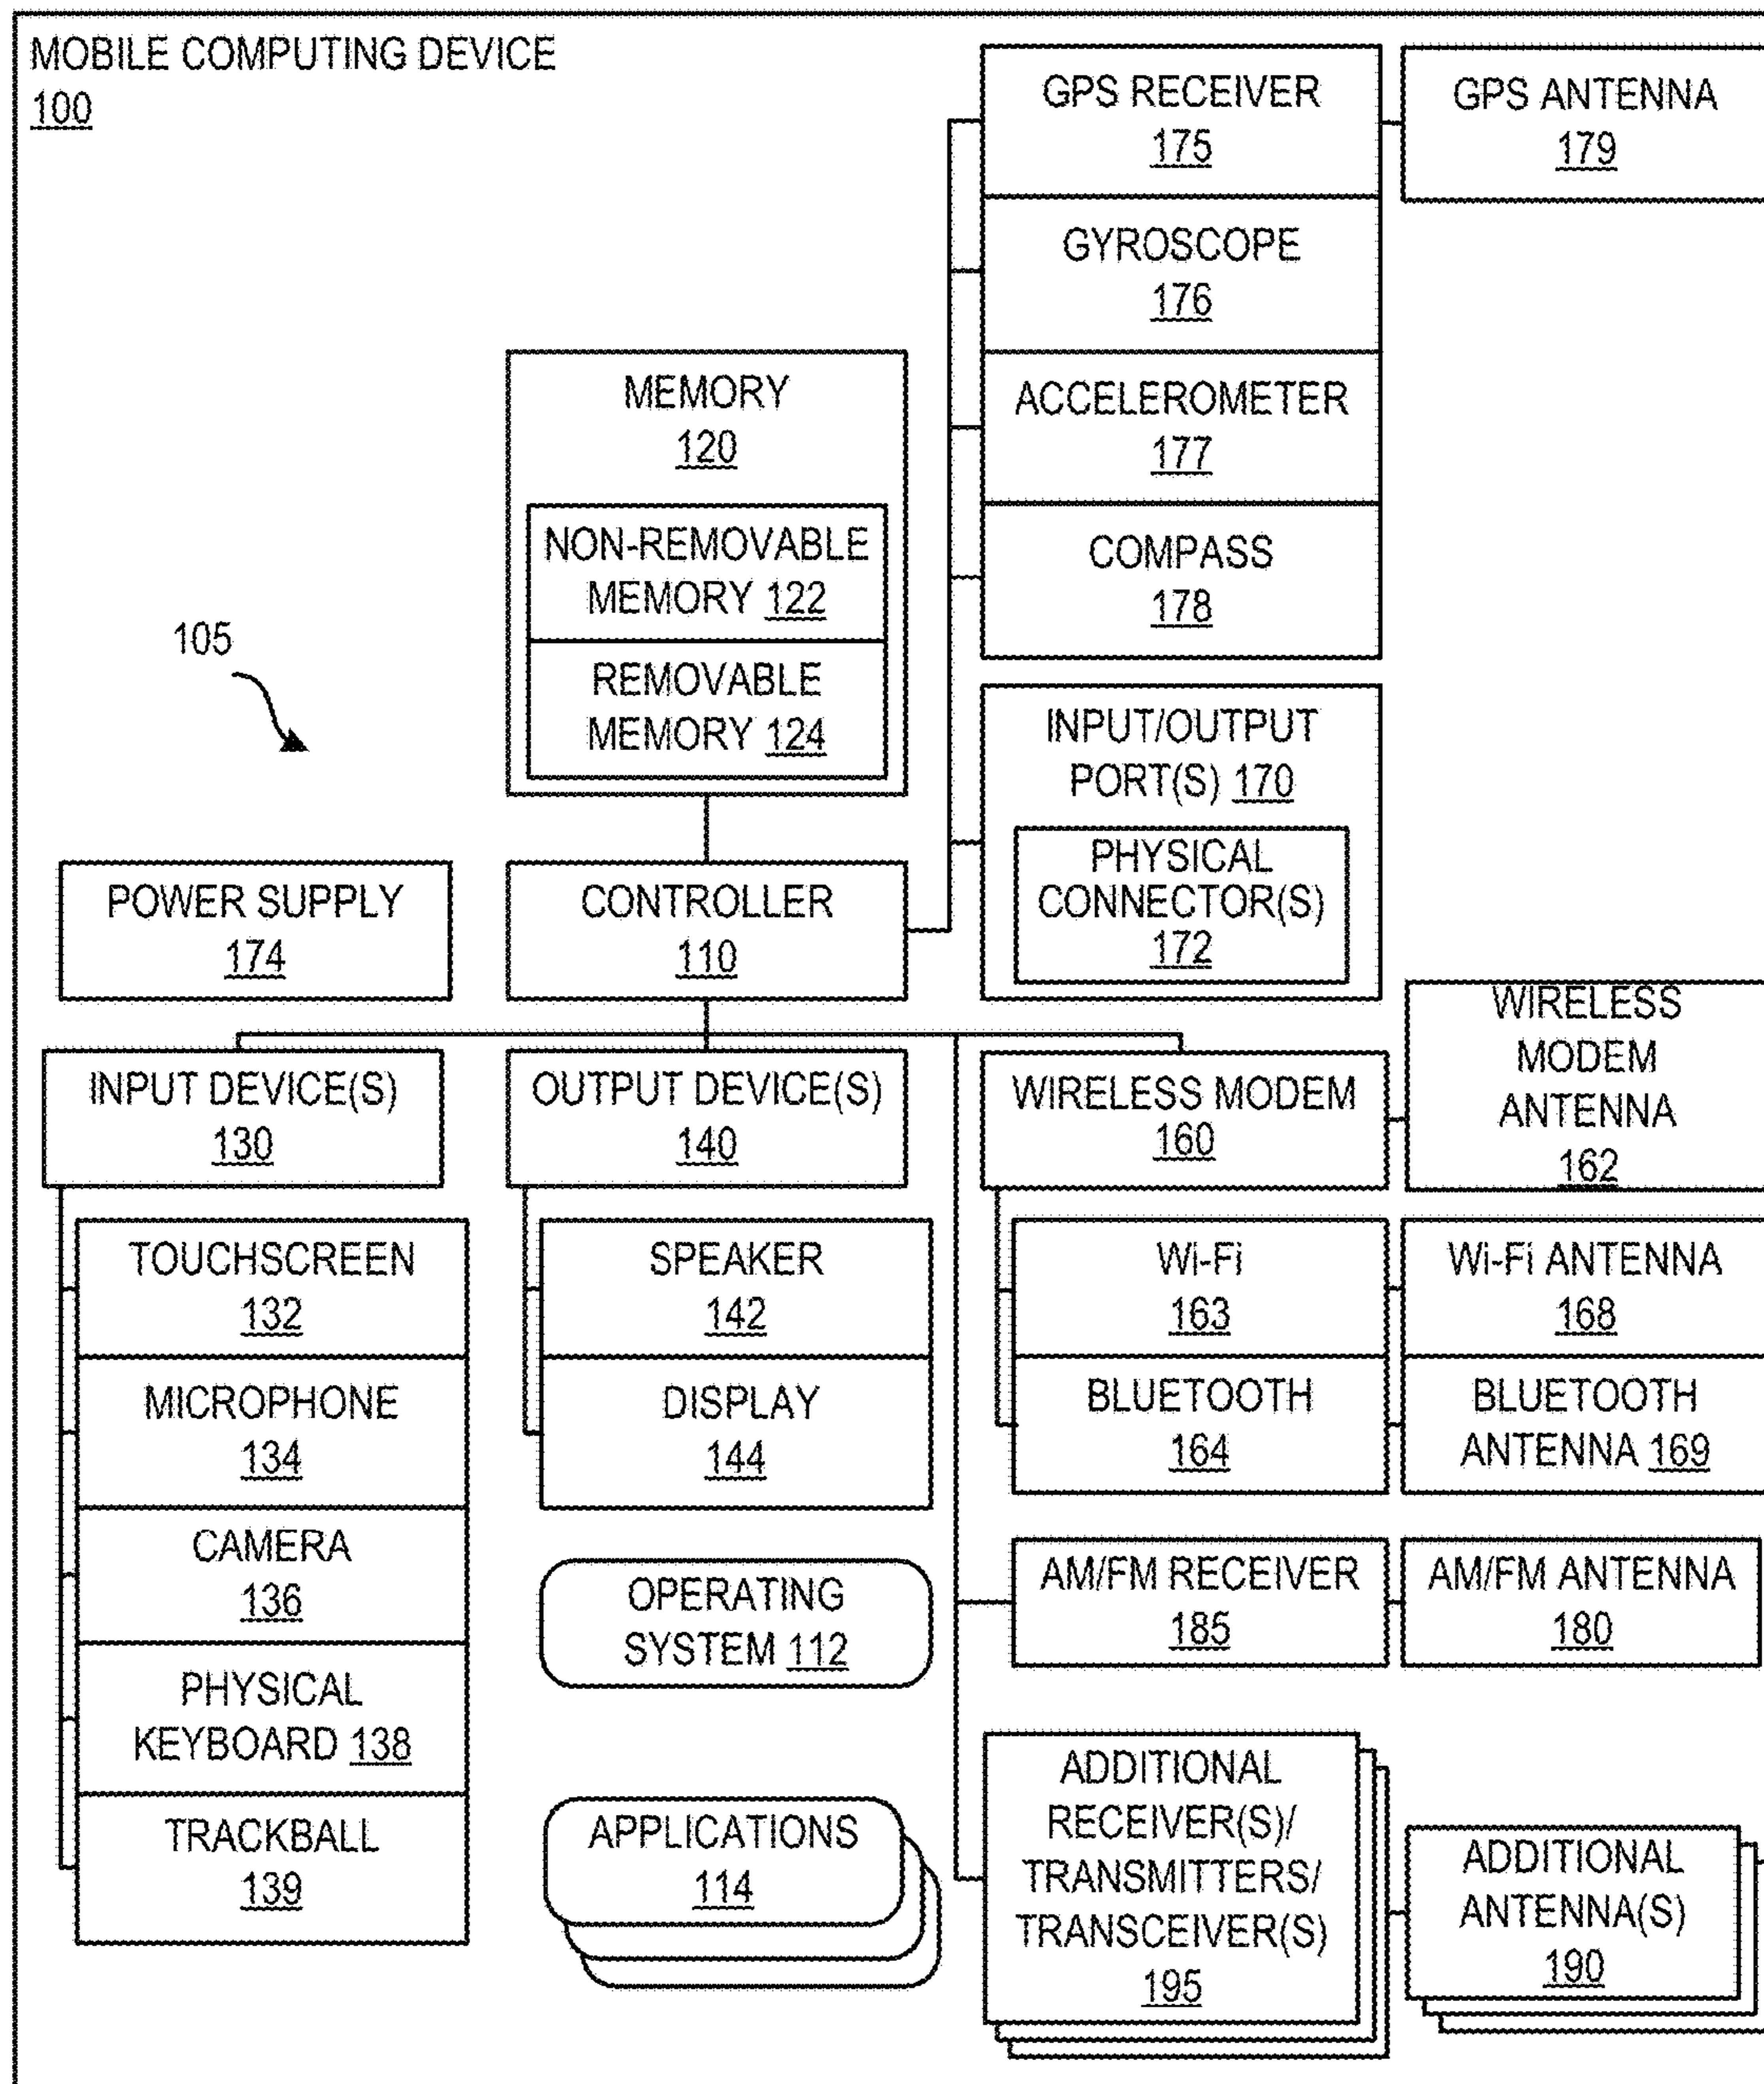 MOBILE COMPUTING DEVICE
100
GPS RECEIVER
175
GPS ANTENNA
179
GYROSCOPE
176
ACCELEROMETER
177
COMPASS
178
MEMORY
120
NON-REMOVABLE
MEMORY 122
REMOVABLE
MEMORY 124
105
INPUT/OUTPUT
PORT(S) 170
PHYSICAL
CONNECTOR(S)
172
POWER SUPPLY
174
CONTROLLER
110
INPUT DEVICE(S)
130
OUTPUT DEVICE(S)
140
WIRELESS MODEM
160
WIRELESS
MODEM
ANTENNA
162
TOUCHSCREEN
132
MICROPHONE
134
CAMERA
136
PHYSICAL
KEYBOARD 138
TRACKBALL
139
SPEAKER
142
DISPLAY
144
OPERATING
SYSTEM 112
APPLICATIONS
114
Wi-Fi
163
Wi-Fi ANTENNA
168
BLUETOOTH
164
BLUETOOTH
ANTENNA 169
AM/FM RECEIVER
185
AM/FM ANTENNA
180
ADDITIONAL
RECEIVER(S)/
TRANSMITTERS/
TRANSCEIVER(S)
195
ADDITIONAL
ANTENNA(S)
190